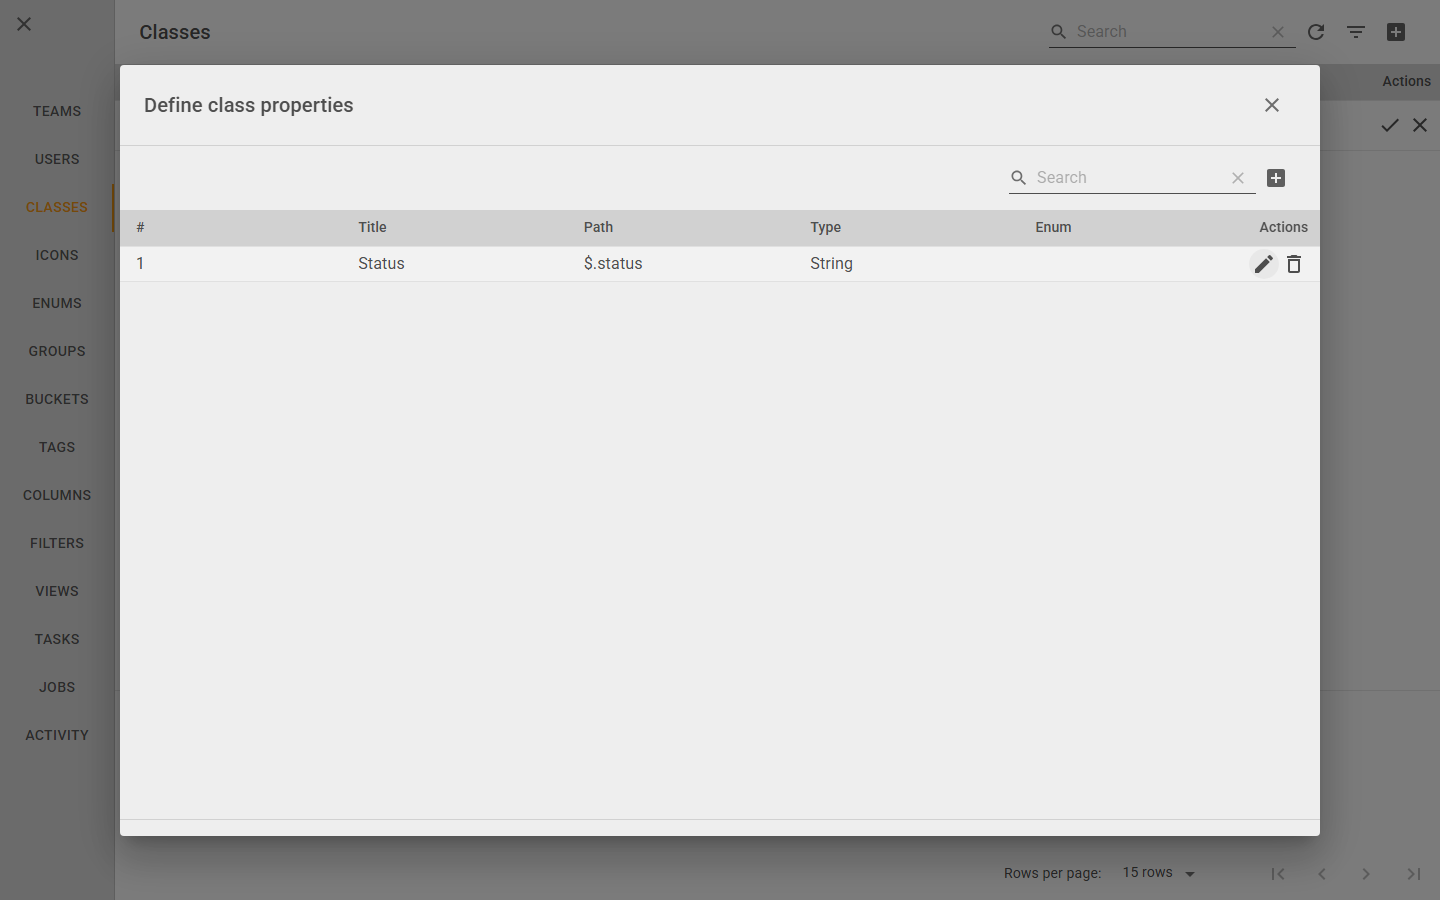 Classes
Search
Actions
TEAMS
USERS
CLASSES
ICONS
ENUMS
GROUPS
BUCKETS
TAGS
COLUMNS
FILTERS
VIEWS
TASKS
JOBS
ACTIVITY
Define class properties
Search
# Title Path Type Enum Actions
1 Status $.status String
Rows per page: 15 rows